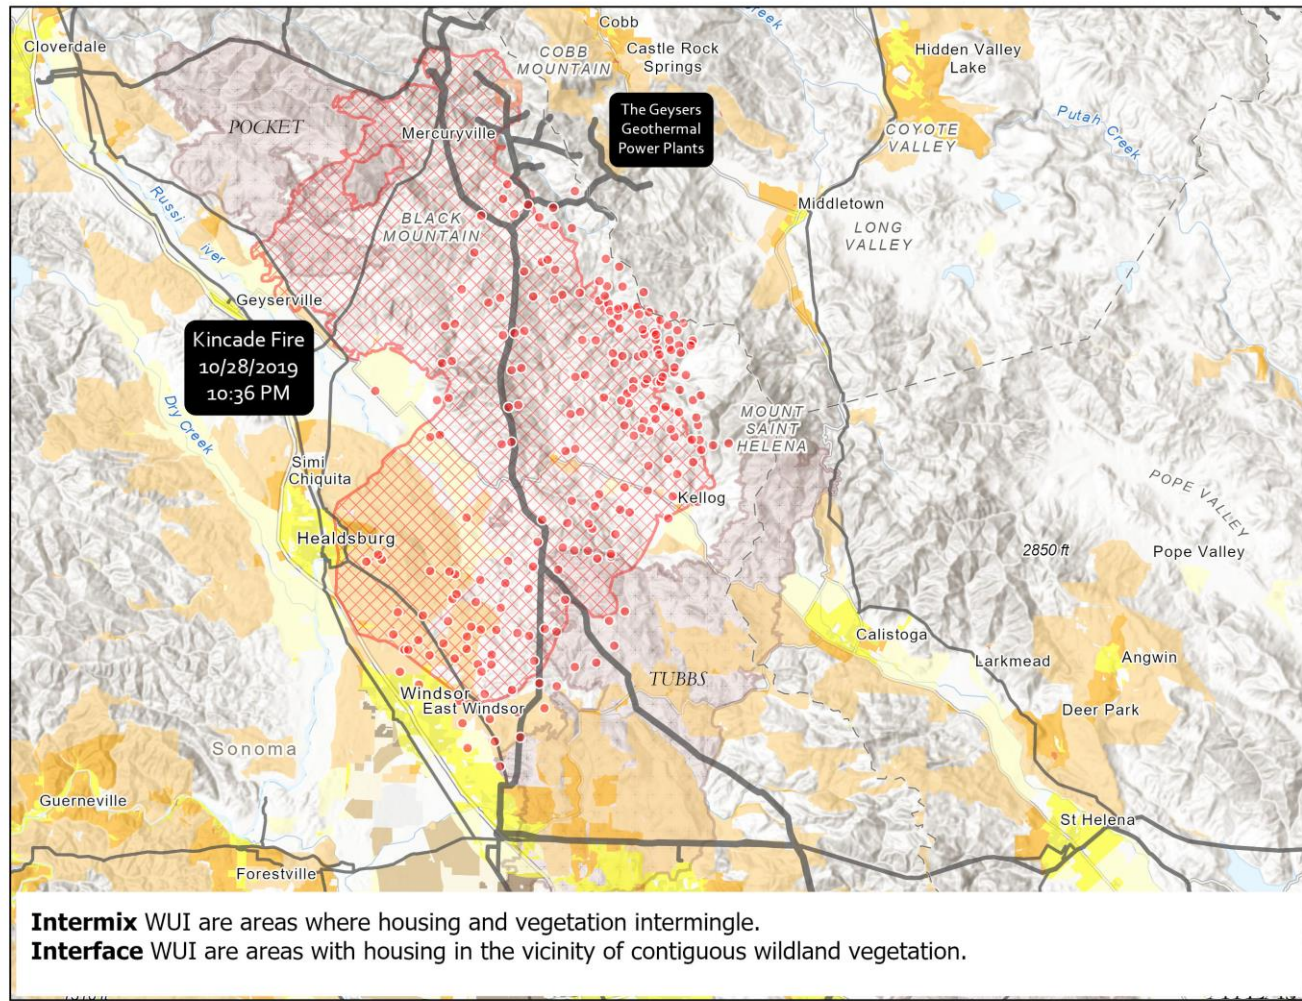 Cloverdale
Cobb
Creek
Castle Rock
Springs
COBB
MOUNTAIN
Hidden Valley
Lake
The Geysers
Geothermal
Power Plants
Putah Creek
POCKET
Mercuryville
COYOTE
VALLEY
Russi
iver
BLACK
MOUNTAIN
Middletown
LONG
VALLEY
Geyserville
Kincade Fire
10/28/2019
10:36 PM
Dry Creek
MOUNT
SAINT
HELENA
Simi
Chiquita
Kellog
POPE VALLEY
Healdsburg
2850 ft
Pope Valley
Calistoga
Larkmead
Angwin
TUBBS
Windsor
East Windsor
Deer Park
Sonoma
Guerneville
St Helena
Forestville
Intermix WUI are areas where housing and vegetation intermingle.
Interface WUI are areas with housing in the vicinity of contiguous wildland vegetation.